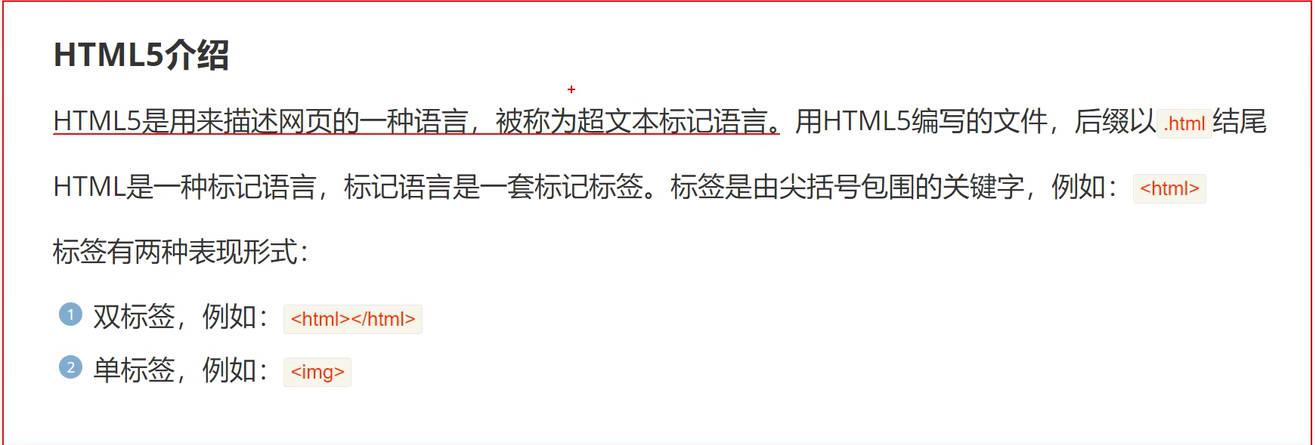 HTML5介绍
HTML5是用来描述网页的一种语言，被称为超文本标记语言。用HTML5编写的文件，后缀以 .html 结尾
HTML是一种标记语言，标记语言是一套标记标签。标签是由尖括号包围的关键字，例如： <html>
标签有两种表现形式：
1 双标签，例如： <html></html>
2 单标签，例如： <img>